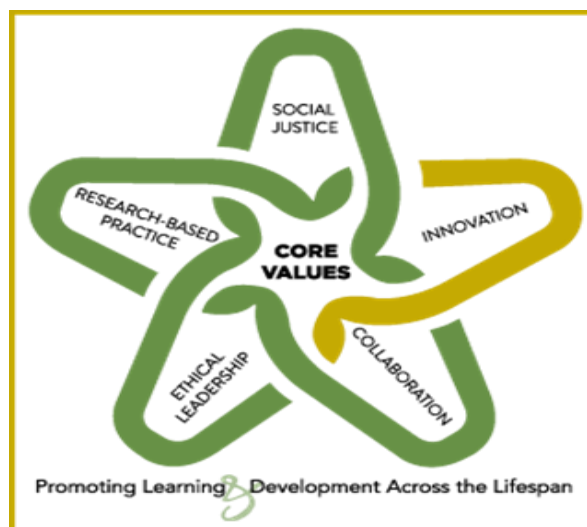 SOCIAL
JUSTICE
RESEARCH-BASED
PRACTICE
INNOVATION
CORE
VALUES
ETHICAL
LEADERSHIP
COLLABORATION
Promoting Learning & Development Across the Lifespan